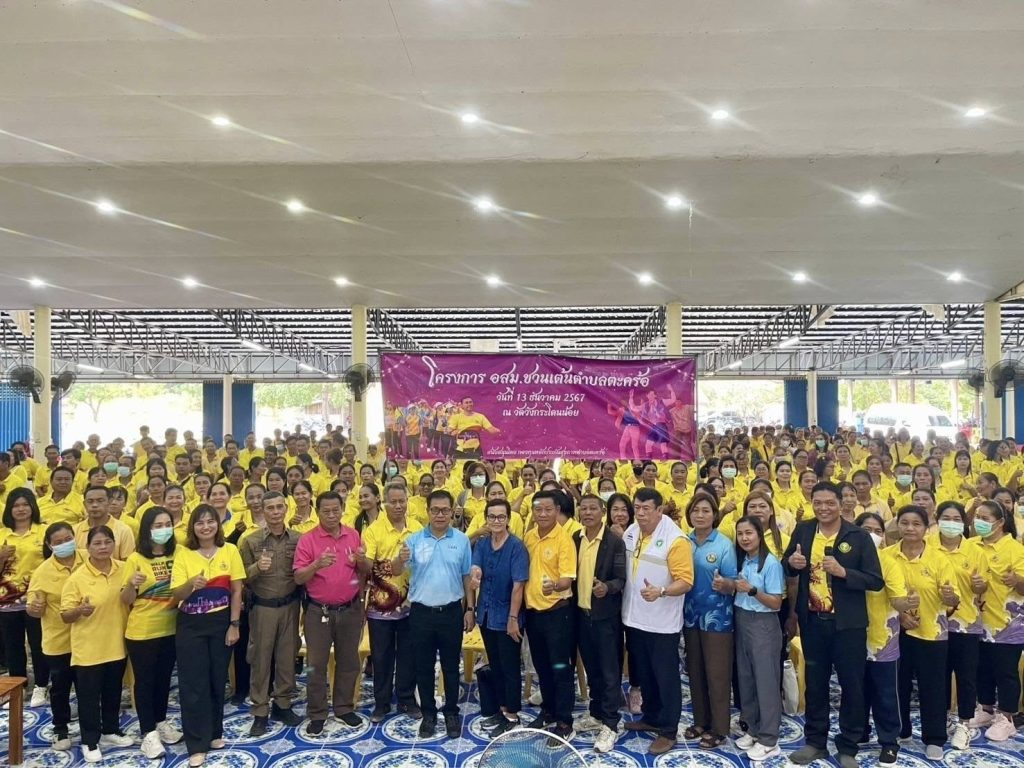 โครงการ อสม.ชวนเต้นตำบลตะคร้อ
วันที่ 13 ธันวาคม 2567
ณ วัดวังกระโดนน้อย